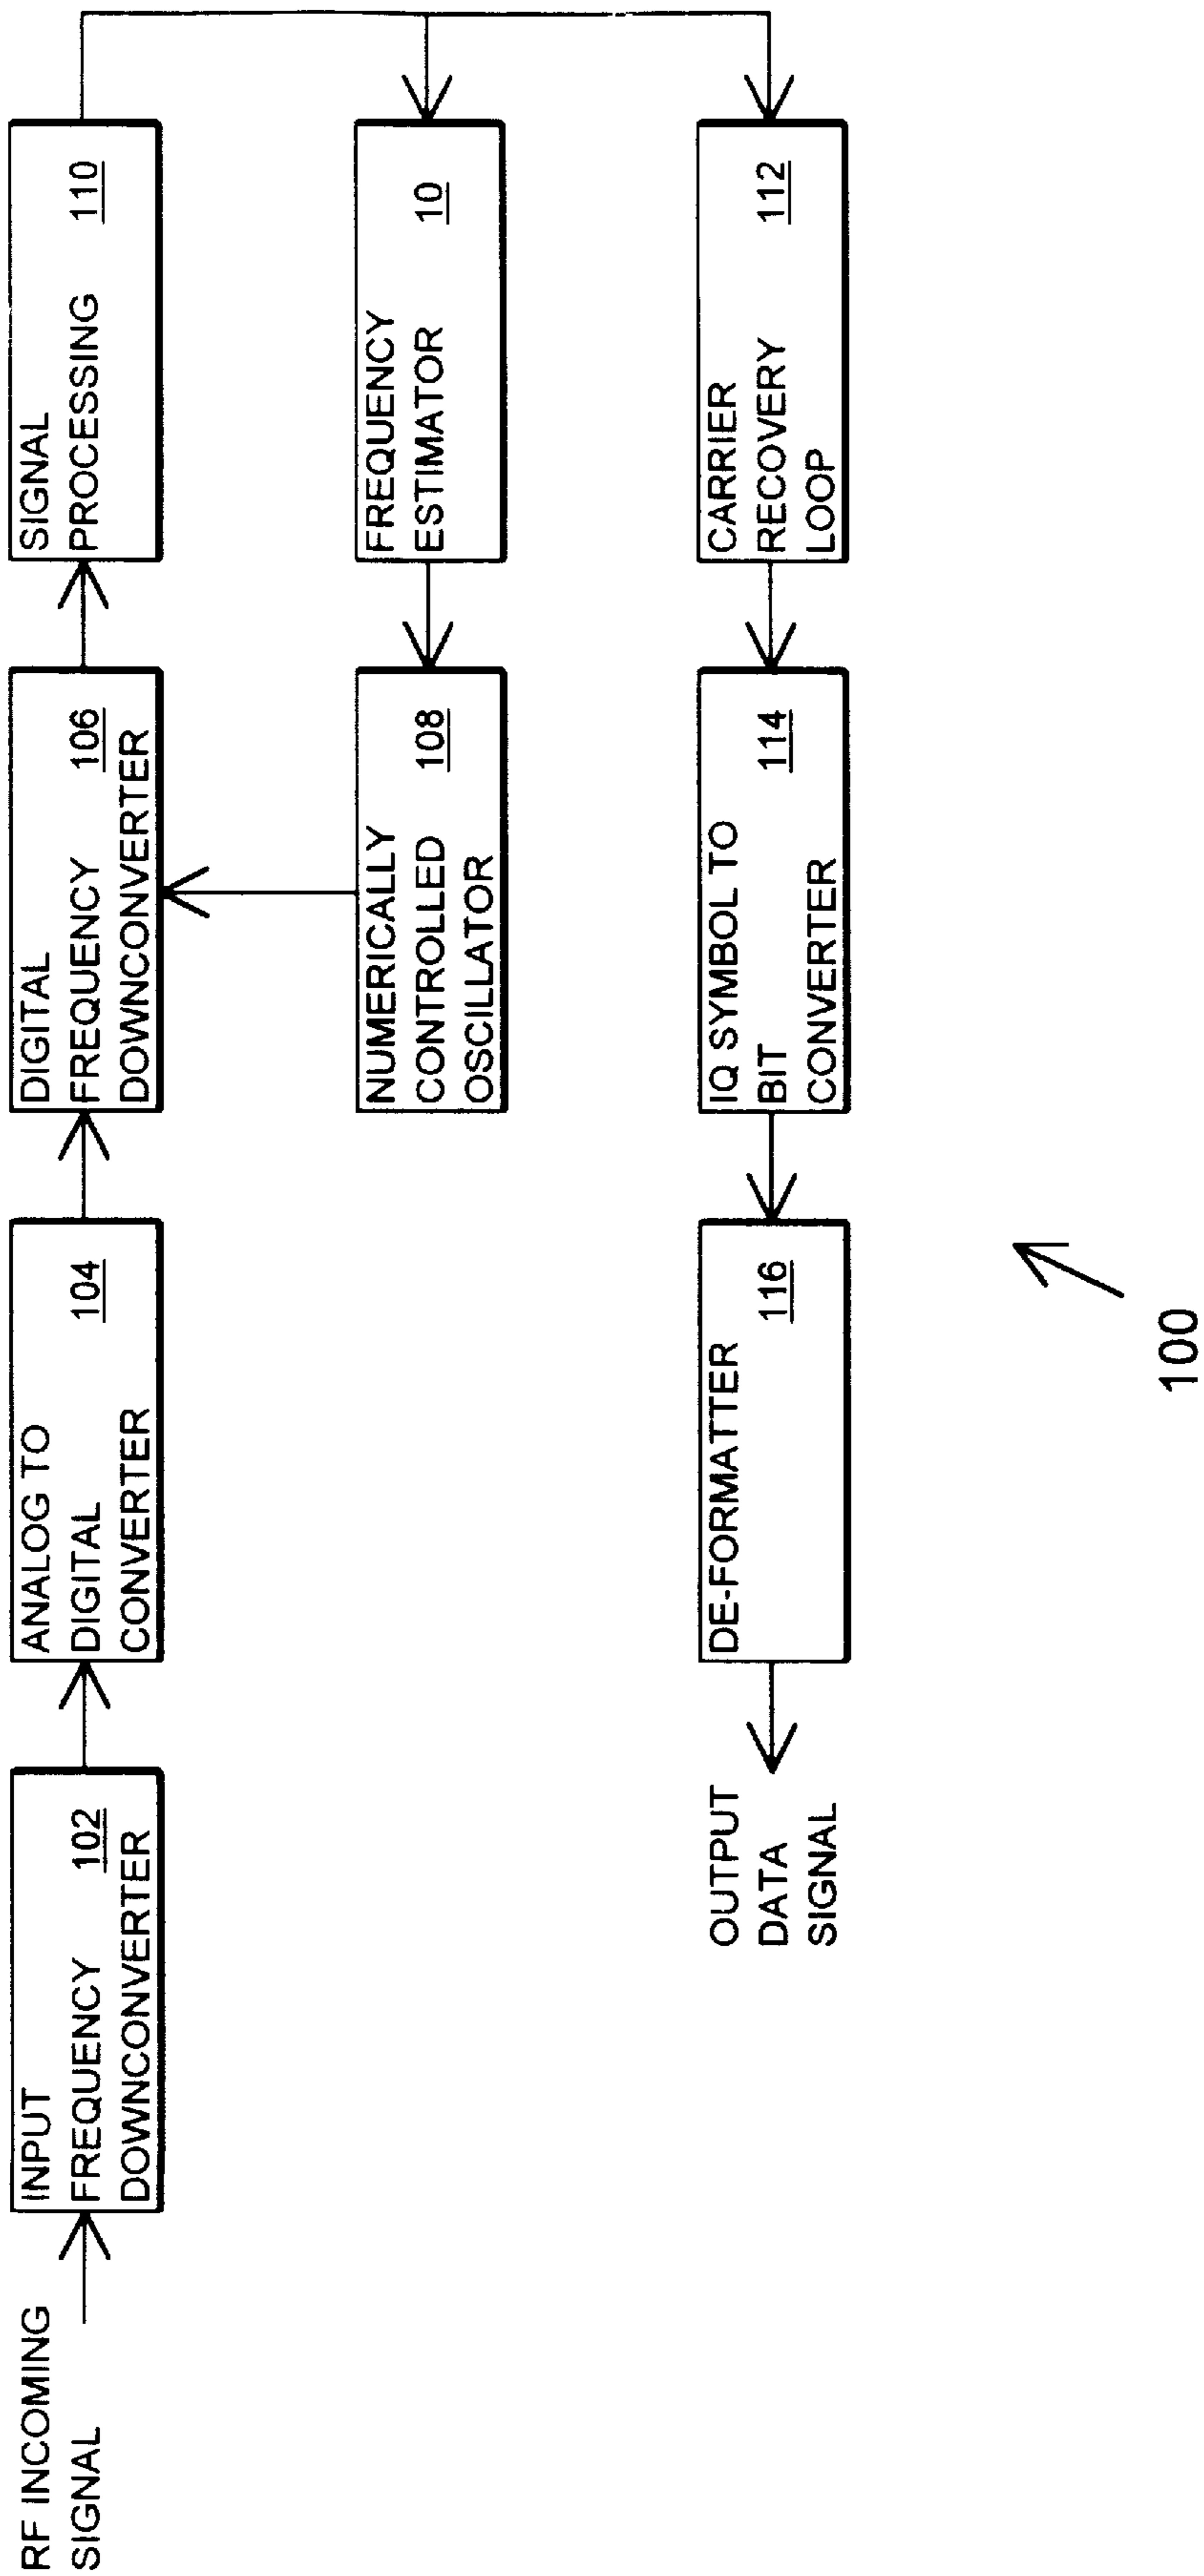 RF INCOMING
SIGNAL
INPUT
FREQUENCY 102
DOWNCONVERTER
ANALOG TO
DIGITAL 104
CONVERTER
DIGITAL
FREQUENCY 106
DOWNCONVERTER
SIGNAL
PROCESSING 110
NUMERICALLY
CONTROLLED 108
OSCILLATOR
FREQUENCY
ESTIMATOR 10
OUTPUT
DATA
SIGNAL
DE-FORMATTER
116
IQ SYMBOL TO
BIT 114
CONVERTER
CARRIER
RECOVERY 112
LOOP
100